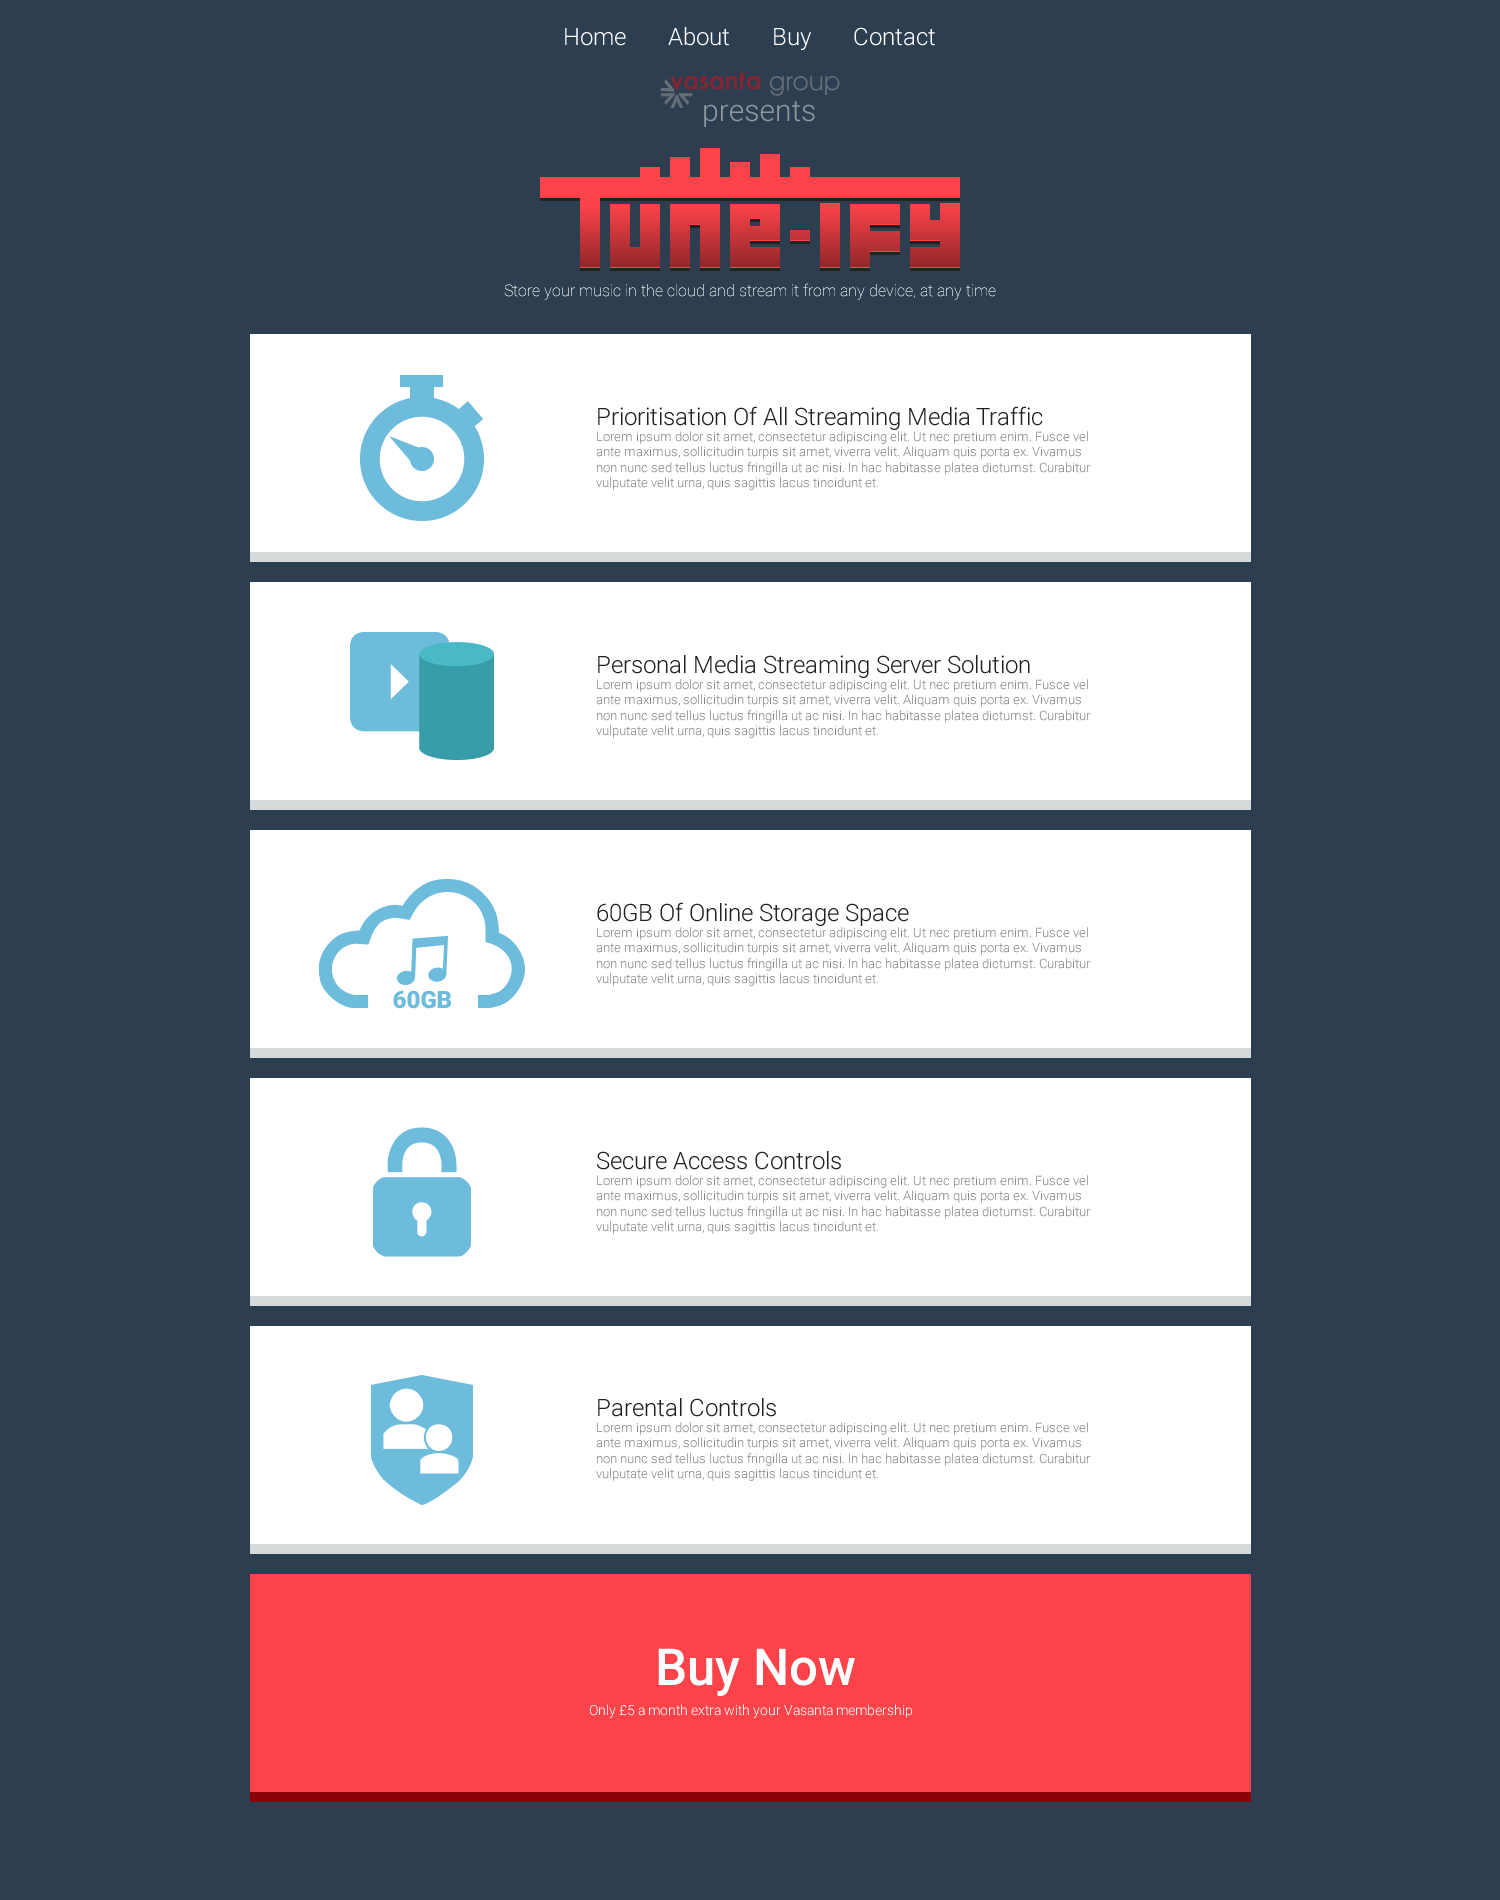 Home About Buy Contact
vasanta group
presents
Tune-ify
Store your music in the cloud and stream it from any device, at any time
Prioritisation Of All Streaming Media Traffic
Lorem ipsum dolor sit amet, consectetur adipiscing elit. Ut nec pretium enim. Fusce vel
ante maximus, sollicitudin turpis sit amet, viverra velit. Aliquam quis porta ex. Vivamus
non nunc sed tellus luctus fringilla ut ac nisi. In hac habitasse platea dictumst. Curabitur
vulputate velit urna, quis sagittis lacus tincidunt et.
Personal Media Streaming Server Solution
Lorem ipsum dolor sit amet, consectetur adipiscing elit. Ut nec pretium enim. Fusce vel
ante maximus, sollicitudin turpis sit amet, viverra velit. Aliquam quis porta ex. Vivamus
non nunc sed tellus luctus fringilla ut ac nisi. In hac habitasse platea dictumst. Curabitur
vulputate velit urna, quis sagittis lacus tincidunt et.
60GB
60GB Of Online Storage Space
Lorem ipsum dolor sit amet, consectetur adipiscing elit. Ut nec pretium enim. Fusce vel
ante maximus, sollicitudin turpis sit amet, viverra velit. Aliquam quis porta ex. Vivamus
non nunc sed tellus luctus fringilla ut ac nisi. In hac habitasse platea dictumst. Curabitur
vulputate velit urna, quis sagittis lacus tincidunt et.
Secure Access Controls
Lorem ipsum dolor sit amet, consectetur adipiscing elit. Ut nec pretium enim. Fusce vel
ante maximus, sollicitudin turpis sit amet, viverra velit. Aliquam quis porta ex. Vivamus
non nunc sed tellus luctus fringilla ut ac nisi. In hac habitasse platea dictumst. Curabitur
vulputate velit urna, quis sagittis lacus tincidunt et.
Parental Controls
Lorem ipsum dolor sit amet, consectetur adipiscing elit. Ut nec pretium enim. Fusce vel
ante maximus, sollicitudin turpis sit amet, viverra velit. Aliquam quis porta ex. Vivamus
non nunc sed tellus luctus fringilla ut ac nisi. In hac habitasse platea dictumst. Curabitur
vulputate velit urna, quis sagittis lacus tincidunt et.
Buy Now
Only £5 a month extra with your Vasanta membership